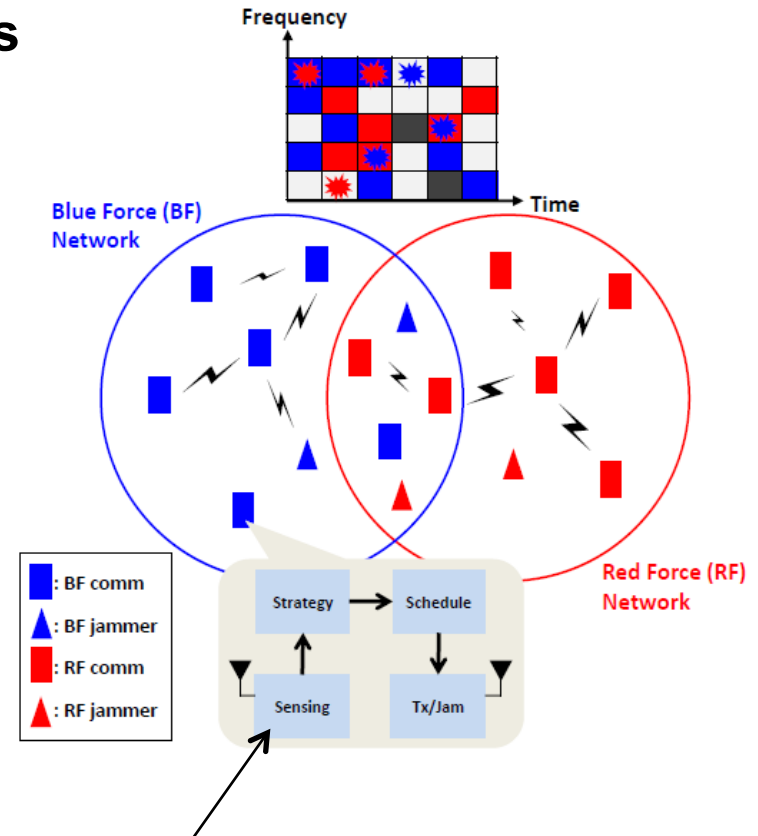 s
Frequency
Time
Blue Force (BF)
Network
Red Force (RF)
Network
Strategy
Schedule
Sensing
Tx/Jam
: BF comm
: BF jammer
: RF comm
: RF jammer